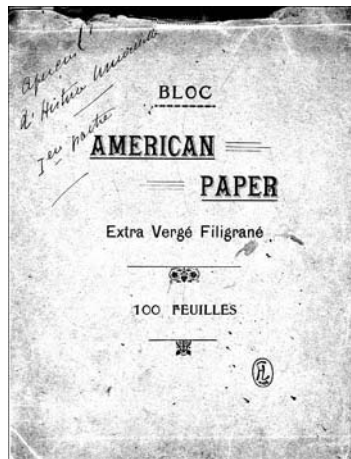 aperçu
d'Histoire Universelle
BLOC
AMERICAN
PAPER
Extra Vergé Filigrané
100 FEUILLES